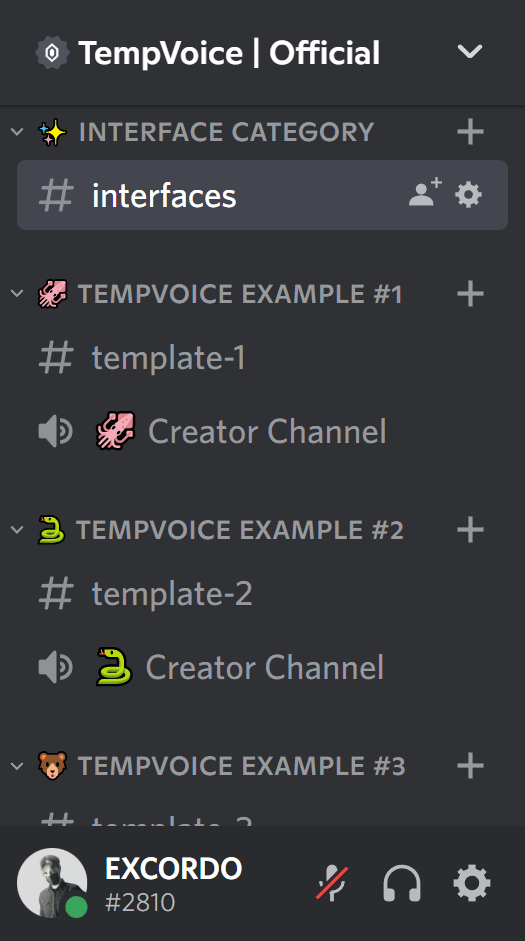 TempVoice | Official
INTERFACE CATEGORY
interfaces
TEMPVOICE EXAMPLE #1
template-1
Creator Channel
TEMPVOICE EXAMPLE #2
template-2
Creator Channel
TEMPVOICE EXAMPLE #3
EXCORDO
#2810